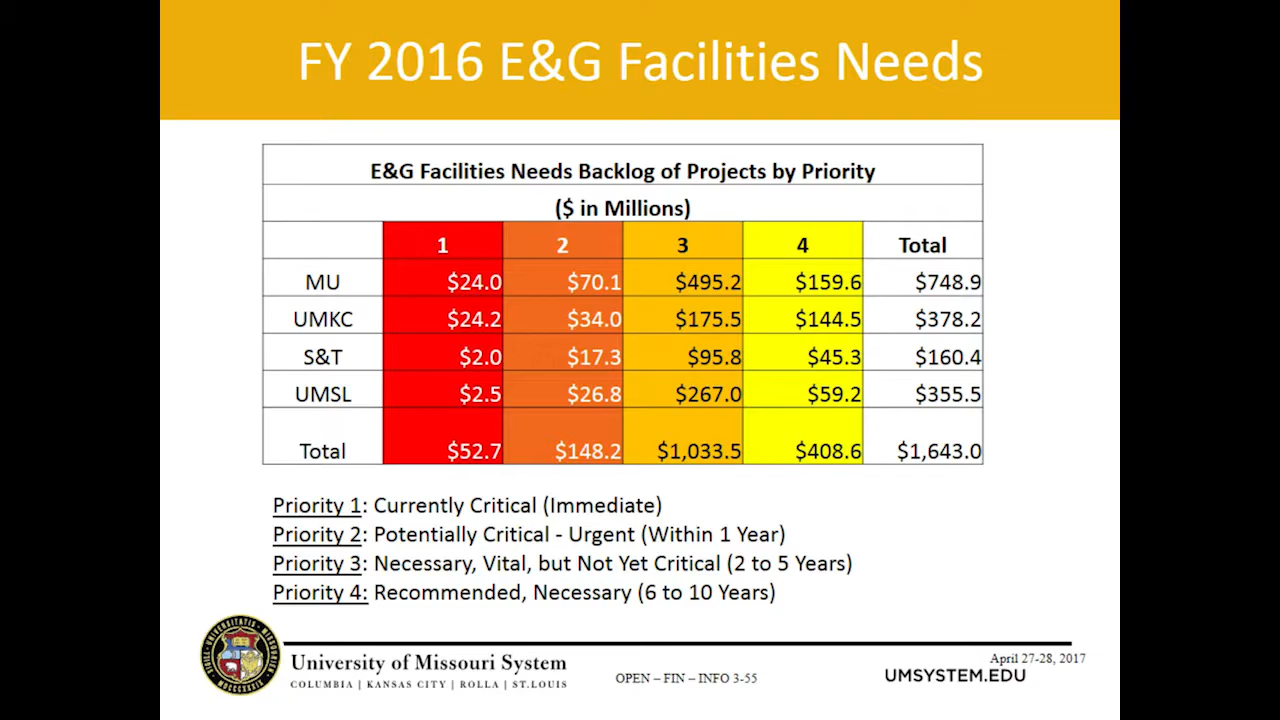 FY 2016 E&G Facilities Needs
E&G Facilities Needs Backlog of Projects by Priority
($ in Millions)
1 2 3 4 Total
MU $24.0 $70.1 $495.2 $159.6 $748.9
UMKC $24.2 $34.0 $175.5 $144.5 $378.2
S&T $2.0 $17.3 $95.8 $45.3 $160.4
UMSL $2.5 $26.8 $267.0 $59.2 $355.5
Total $52.7 $148.2 $1,033.5 $408.6 $1,643.0
Priority 1: Currently Critical (Immediate)
Priority 2: Potentially Critical - Urgent (Within 1 Year)
Priority 3: Necessary, Vital, but Not Yet Critical (2 to 5 Years)
Priority 4: Recommended, Necessary (6 to 10 Years)
University of Missouri System
COLUMBIA | KANSAS CITY | ROLLA | ST.LOUIS
OPEN – FIN – INFO 3-55
April 27-28, 2017
UMSYSTEM.EDU